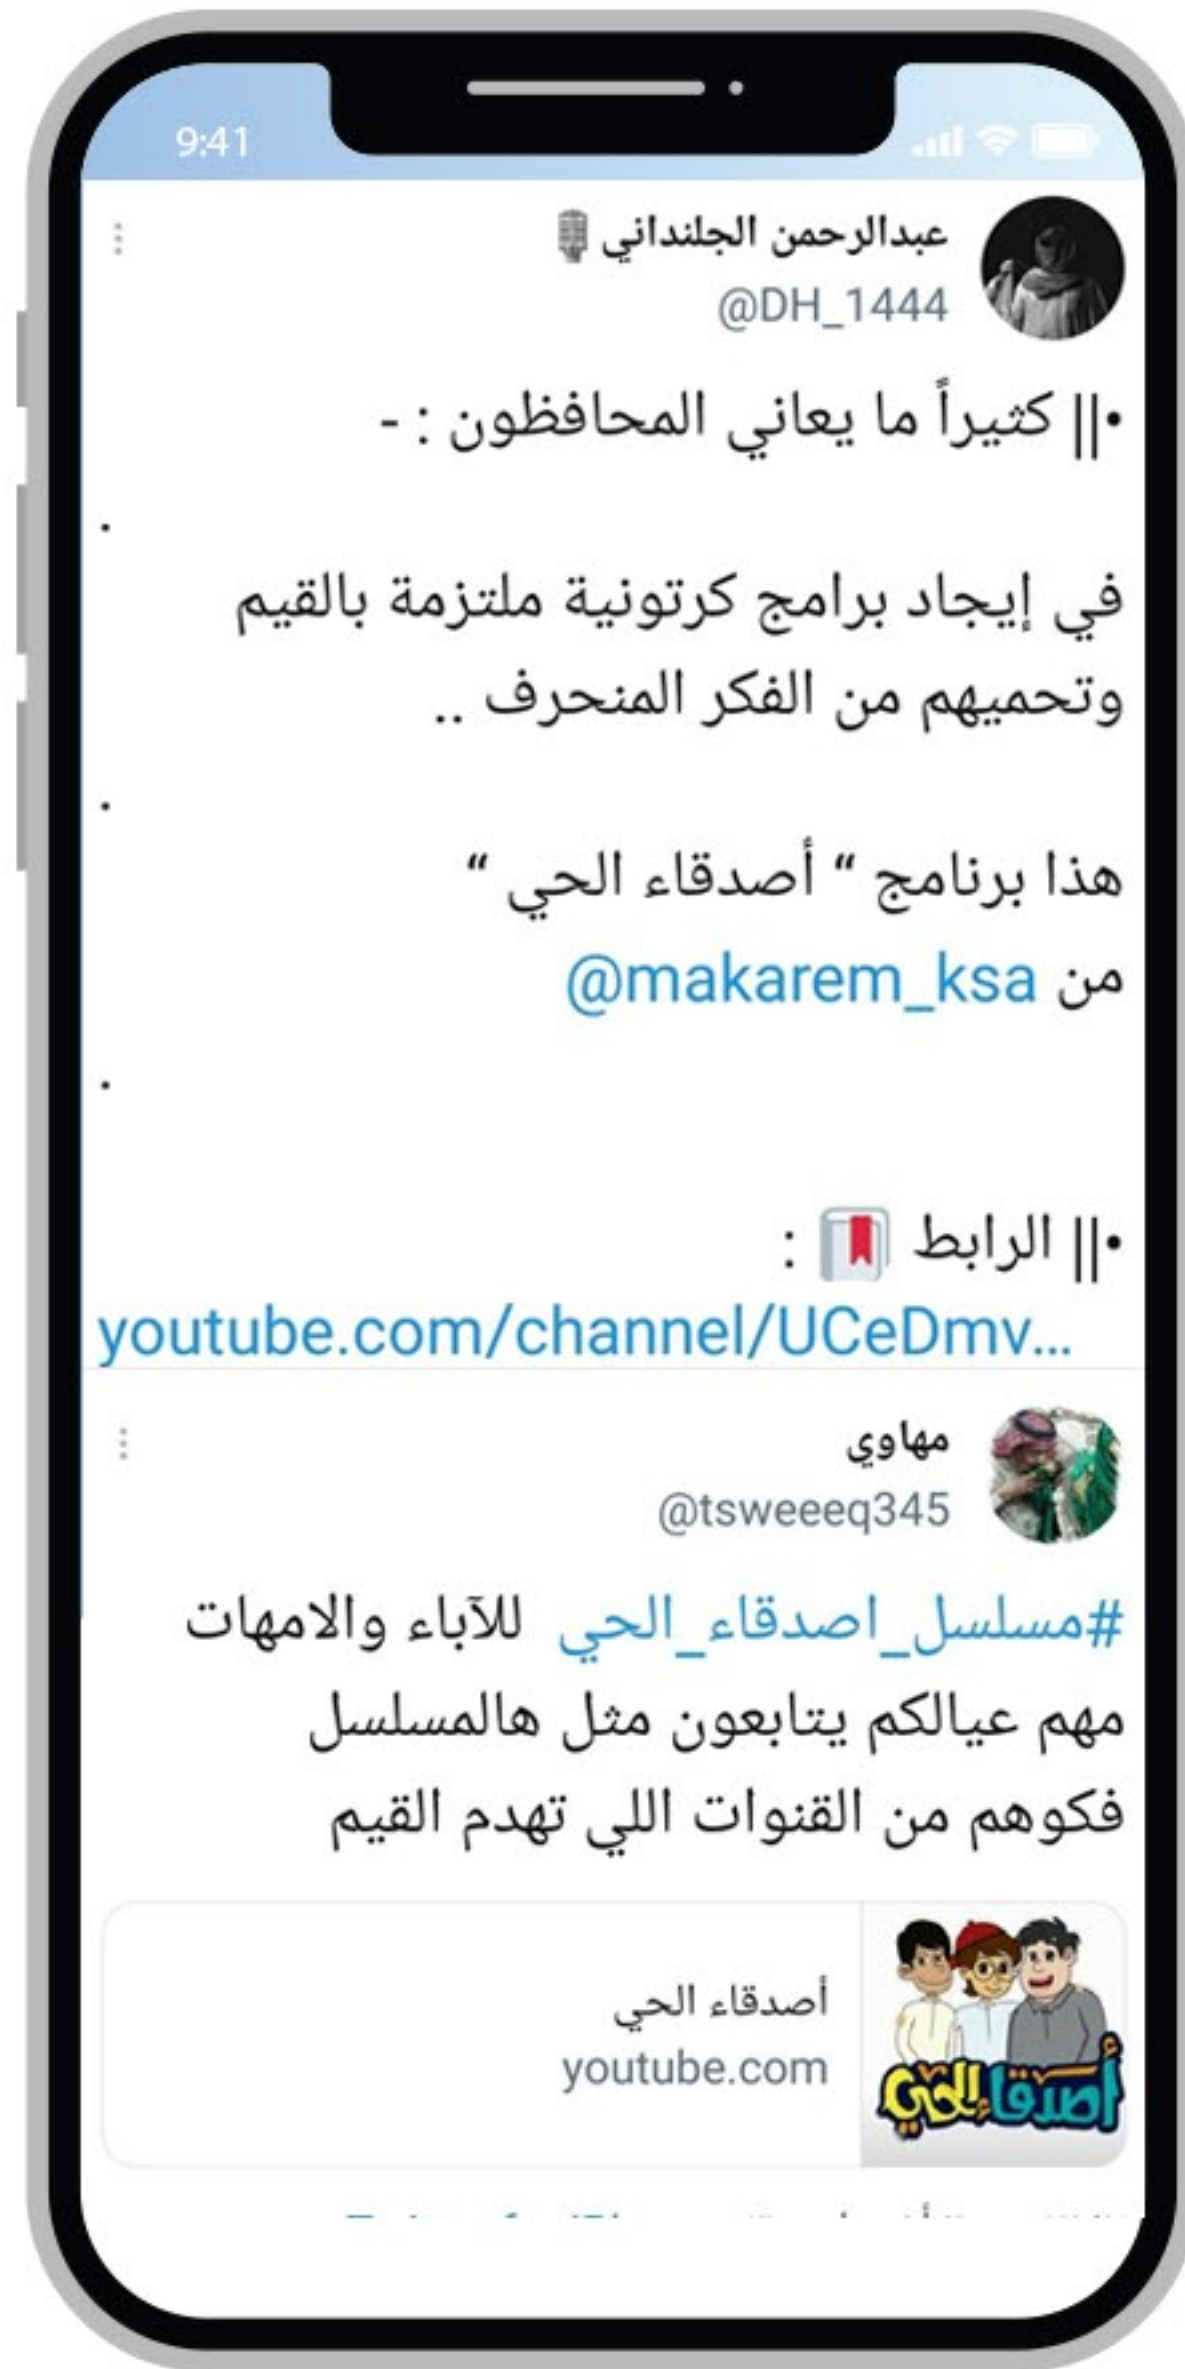 9:41
عبدالرحمن الجلنداني
@DH_1444
•|| كثيراً ما يعاني المحافظون : -
.
في إيجاد برامج كرتونية ملتزمة بالقيم
وتحميهم من الفكر المنحرف ..
.
هذا برنامج “ أصدقاء الحي “
من @makarem_ksa
.
•|| الرابط :
youtube.com/channel/UCeDmv...
مهاوي
@tsweeeq345
#مسلسل_اصدقاء_الحي للآباء والامهات
مهم عيالكم يتابعون مثل هالمسلسل
فكوهم من القنوات اللي تهدم القيم
أصدقاء الحي
youtube.com
أصدقاء الحي